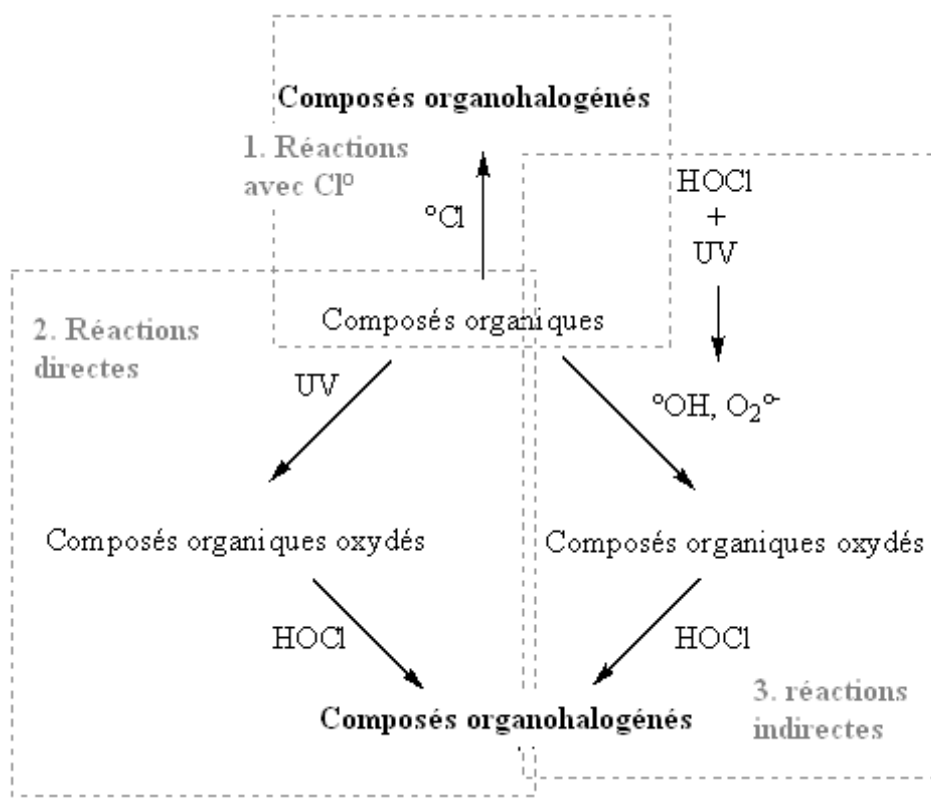 Composés organohalogénés
1. Réactions
avec Cl°
°Cl
HOCl
+
UV
Composés organiques
2. Réactions
directes
UV
°OH, O₂°⁻
Composés organiques oxydés
Composés organiques oxydés
HOCl
HOCl
Composés organohalogénés
3. réactions
indirectes